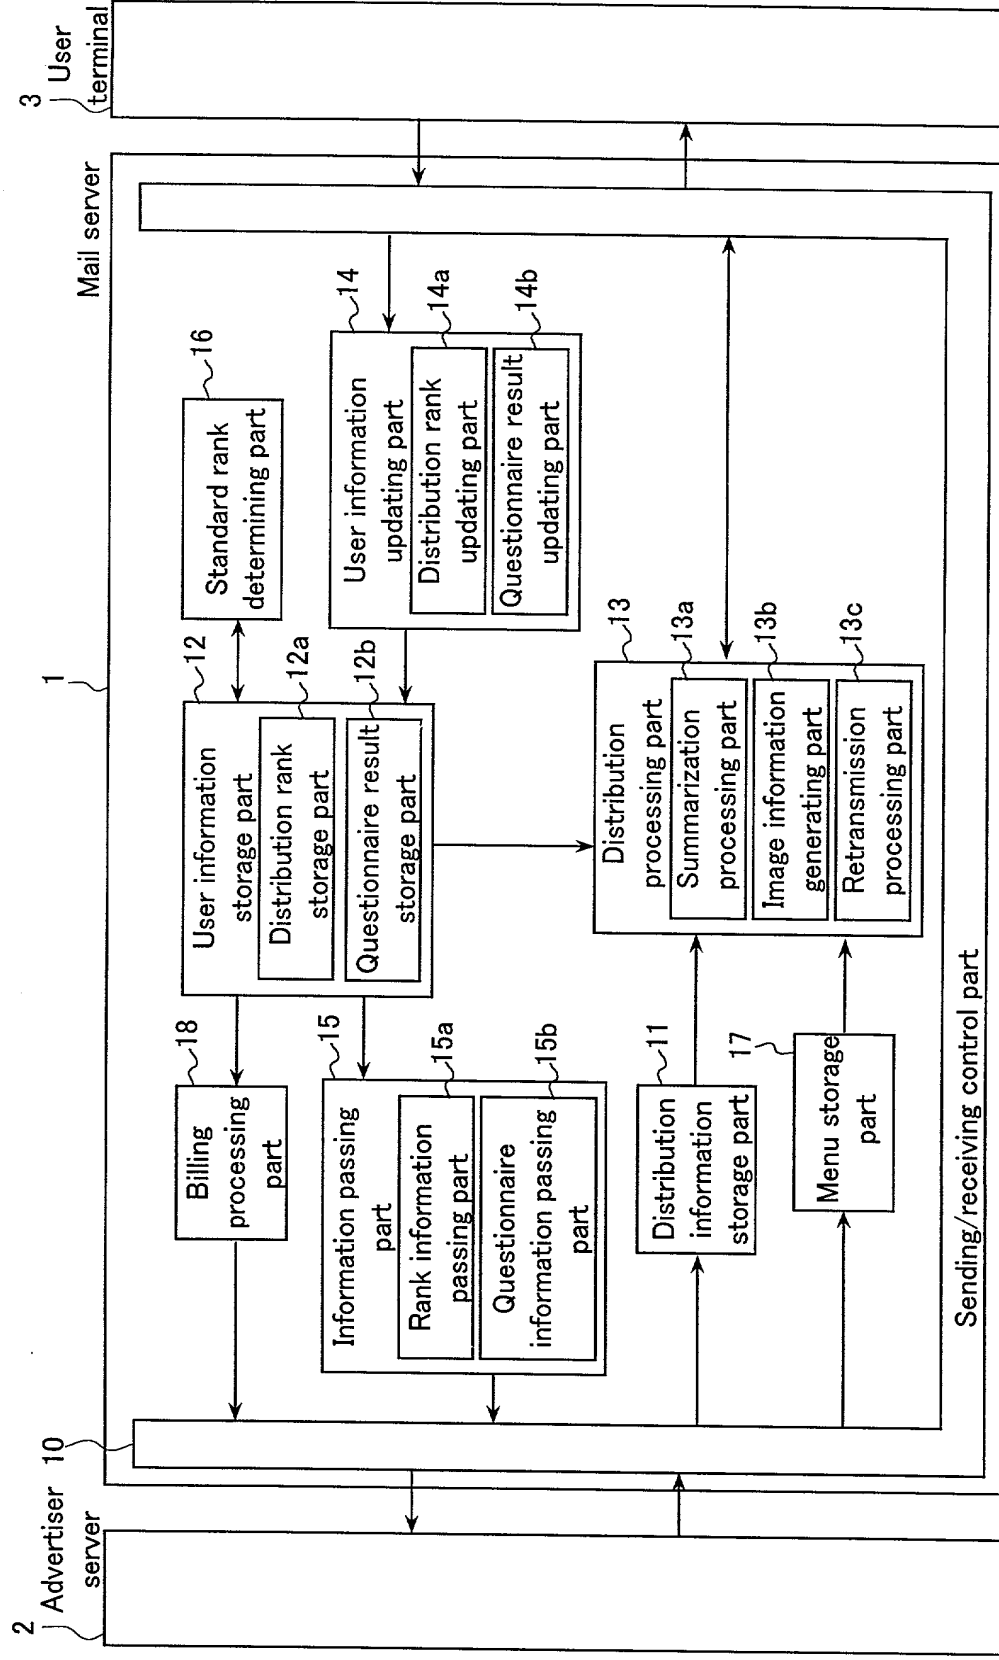 2
Advertiser
server
10
1
Mail server
3
User
terminal
18
Billing
processing
part
12
User information
storage part
12a
Distribution rank
storage part
12b
Questionnaire result
storage part
16
Standard rank
determining part
15
Information passing
part
15a
Rank information
passing part
15b
Questionnaire
information passing
part
14
User information
updating part
14a
Distribution rank
updating part
14b
Questionnaire result
updating part
11
Distribution
information
storage part
13
Distribution
processing part
13a
Summarization
processing part
13b
Image information
generating part
13c
Retransmission
processing part
17
Menu storage
part
Sending/receiving control part